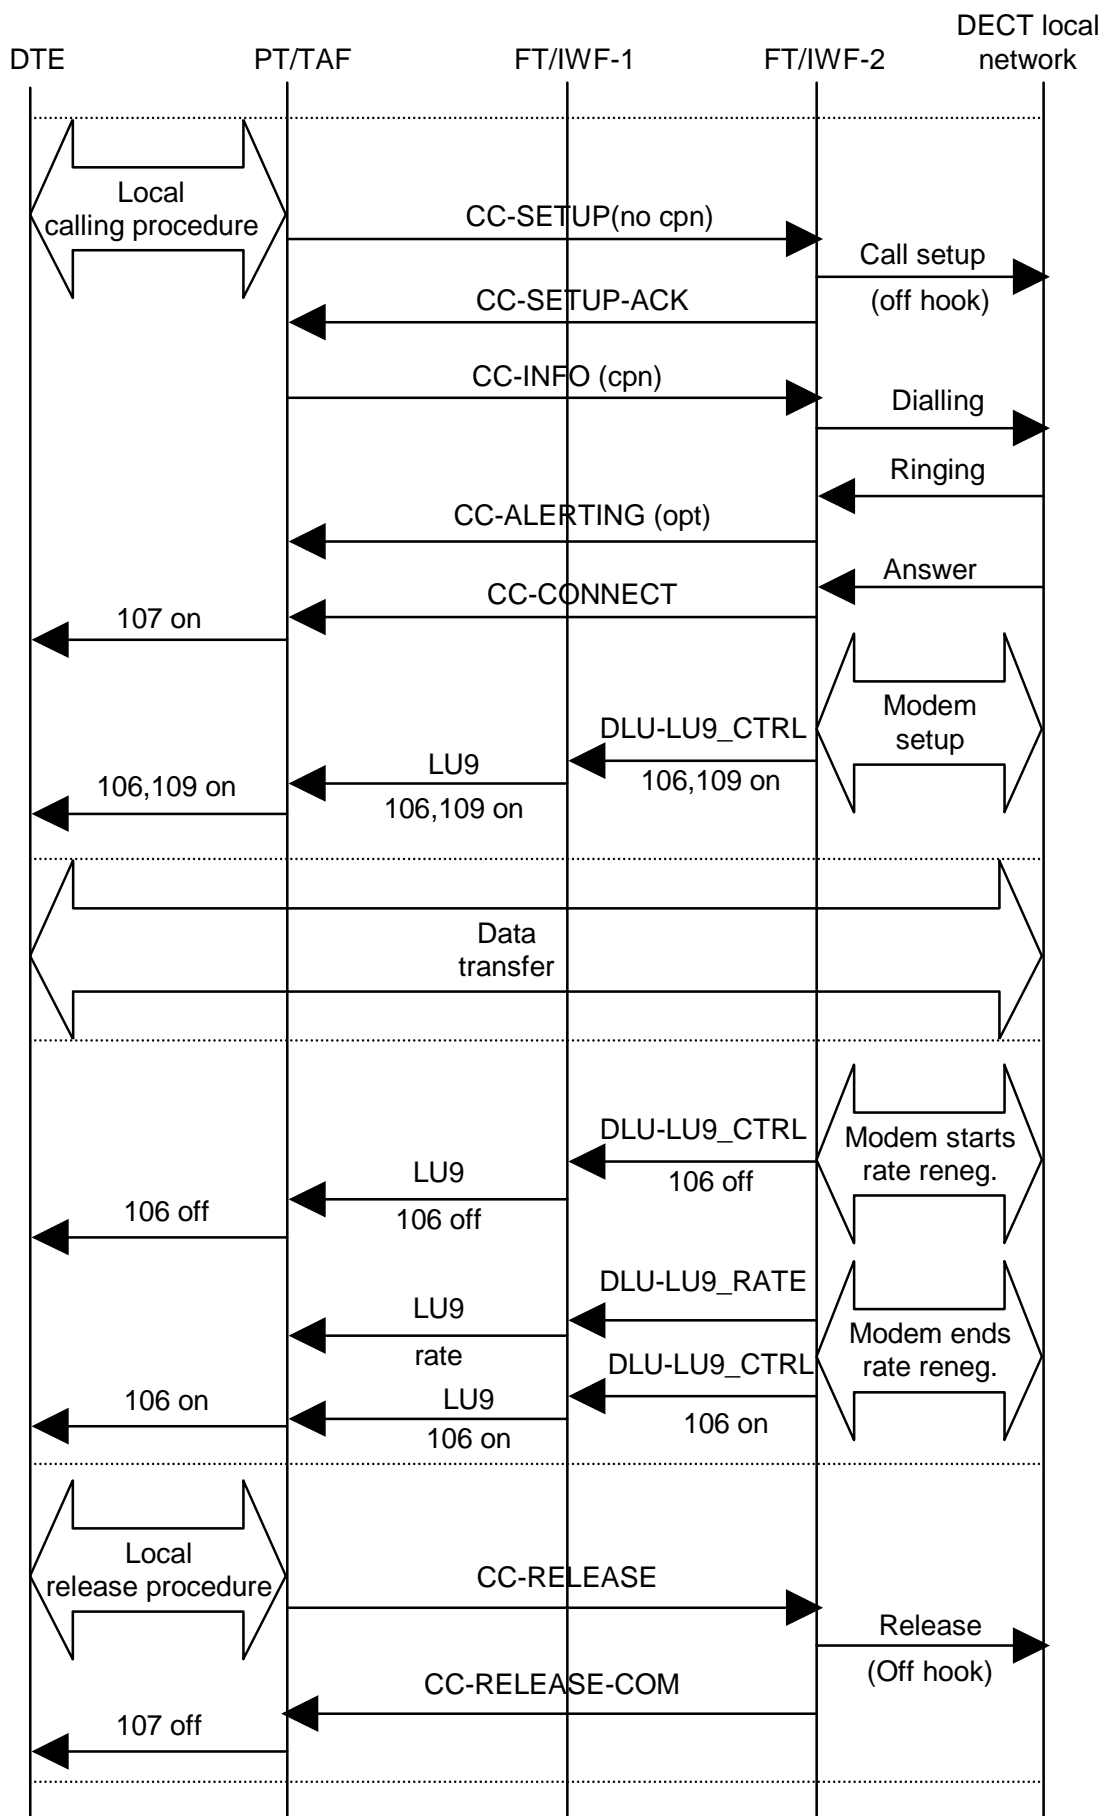 DECT local
network
DTE
PT/TAF
FT/IWF-1
FT/IWF-2
Local
calling procedure
CC-SETUP(no cpn)
Call setup
(off hook)
CC-SETUP-ACK
CC-INFO (cpn)
Dialling
Ringing
CC-ALERTING (opt)
Answer
CC-CONNECT
107 on
Modem
setup
DLU-LU9_CTRL
106,109 on
LU9
106,109 on
106,109 on
Data
transfer
DLU-LU9_CTRL
106 off
Modem starts
rate reneg.
LU9
106 off
106 off
DLU-LU9_RATE
LU9
rate
Modem ends
rate reneg.
DLU-LU9_CTRL
106 on
LU9
106 on
106 on
Local
release procedure
CC-RELEASE
Release
(Off hook)
CC-RELEASE-COM
107 off